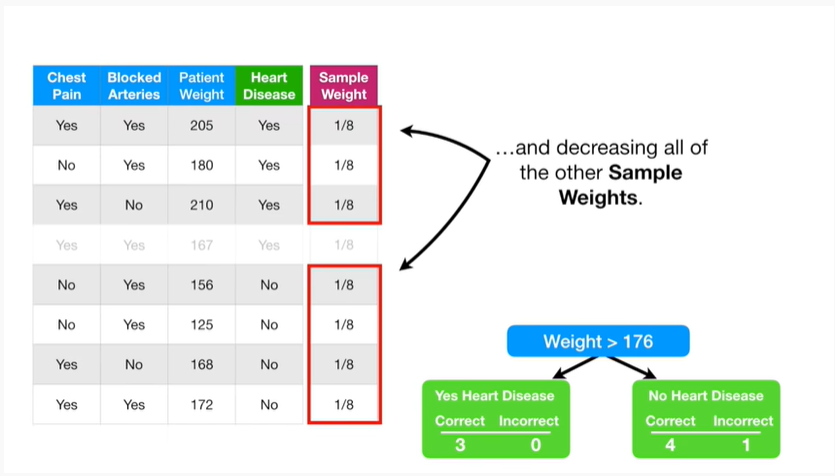 Chest Pain Blocked Arteries Patient Weight Heart Disease Sample Weight
Yes Yes 205 Yes 1/8
No Yes 180 Yes 1/8
Yes No 210 Yes 1/8
Yes Yes 167 Yes 1/8
No Yes 156 No 1/8
No Yes 125 No 1/8
Yes No 168 No 1/8
Yes Yes 172 No 1/8
...and decreasing all of
the other Sample
Weights.
Weight > 176
Yes Heart Disease
Correct Incorrect
3 0
No Heart Disease
Correct Incorrect
4 1